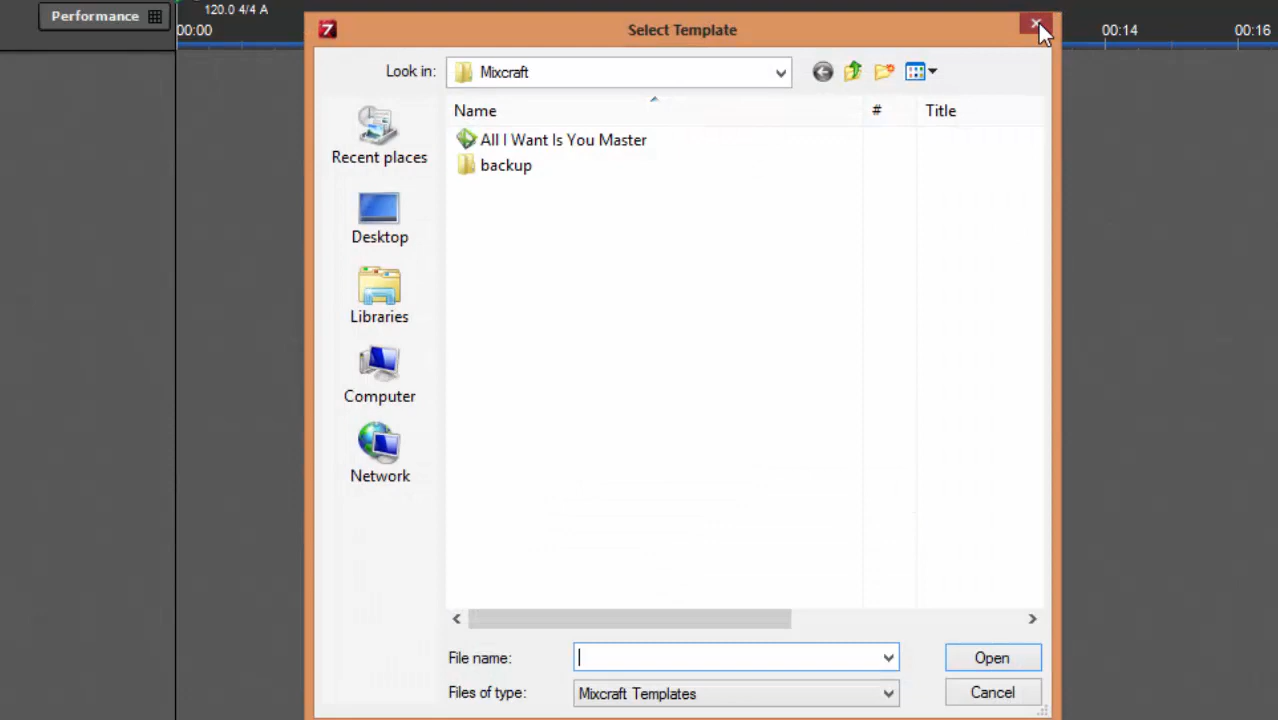 Performance
120.0 4/4 A
00:00
00:14
00:16
Select Template
Look in:
Mixcraft
Name
#
Title
All I Want Is You Master
backup
Recent places
Desktop
Libraries
Computer
Network
File name:
Open
Files of type:
Mixcraft Templates
Cancel